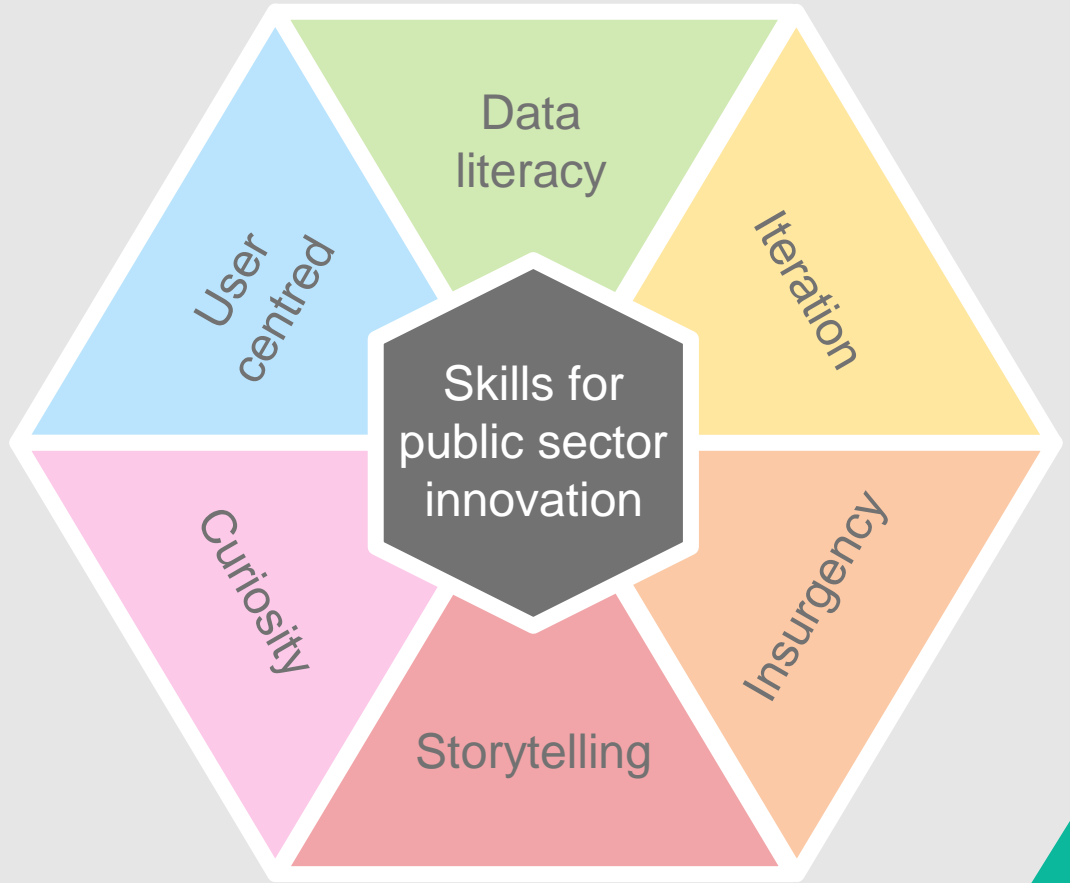 Data
literacy
Iteration
Insurgency
Storytelling
Curiosity
User
centred
Skills for
public sector
innovation